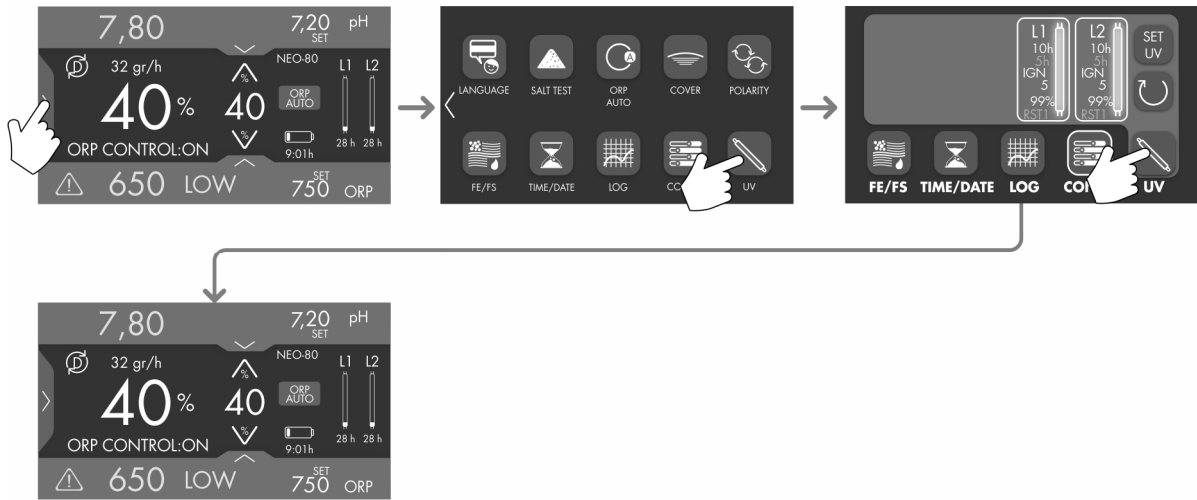 7,80
7,20 pH
SET
32 gr/h
NEO-80
L1 L2
%
40%
40
ORP
AUTO
%
28 h 28 h
ORP CONTROL:ON
9:01h
650 LOW
SET
750 ORP
LANGUAGE
SALT TEST
ORP
AUTO
COVER
POLARITY
FE/FS
TIME/DATE
LOG
UV
L1
10h
5h
IGN
5
99%
RST1
L2
10h
5h
IGN
5
99%
RST1
SET
UV
FE/FS
TIME/DATE
LOG
UV
7,80
7,20 pH
SET
32 gr/h
NEO-80
L1 L2
%
40%
40
ORP
AUTO
%
28 h 28 h
ORP CONTROL:ON
9:01h
650 LOW
SET
750 ORP